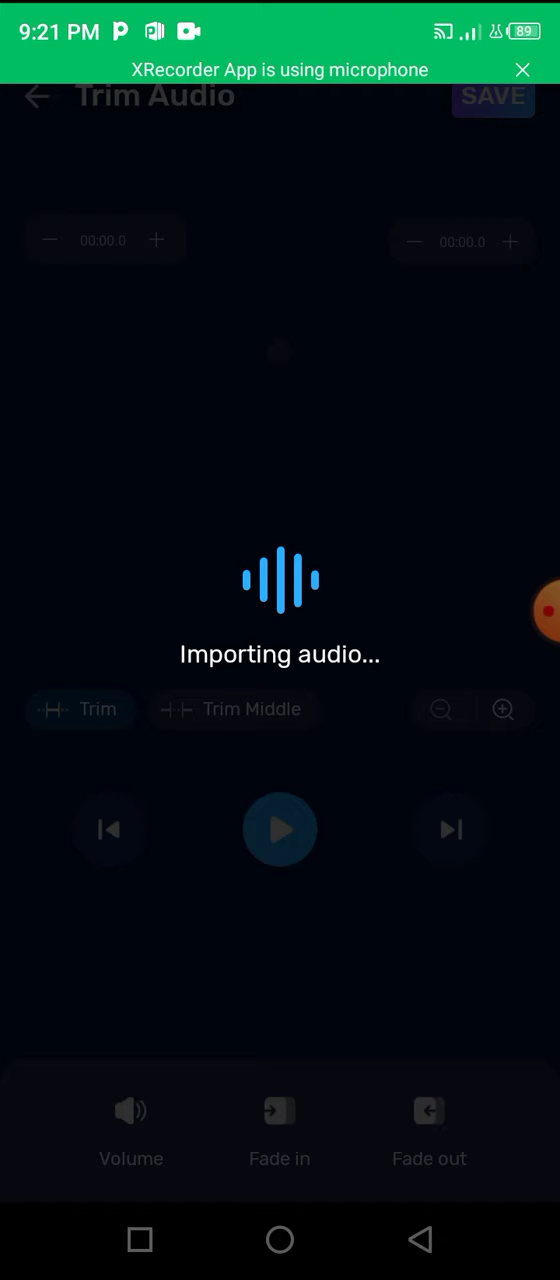 9:21 PM 89
XRecorder App is using microphone
Trim Audio SAVE
00:00.0 00:00.0
Importing audio...
Trim Trim Middle
Volume Fade in Fade out